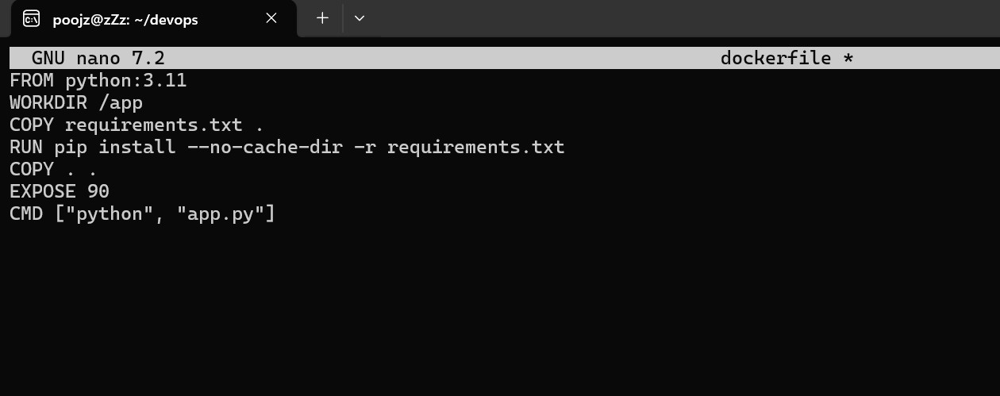 poojz@zZz: ~/devops
GNU nano 7.2 dockerfile *
FROM python:3.11
WORKDIR /app
COPY requirements.txt .
RUN pip install --no-cache-dir -r requirements.txt
COPY . .
EXPOSE 90
CMD ["python", "app.py"]